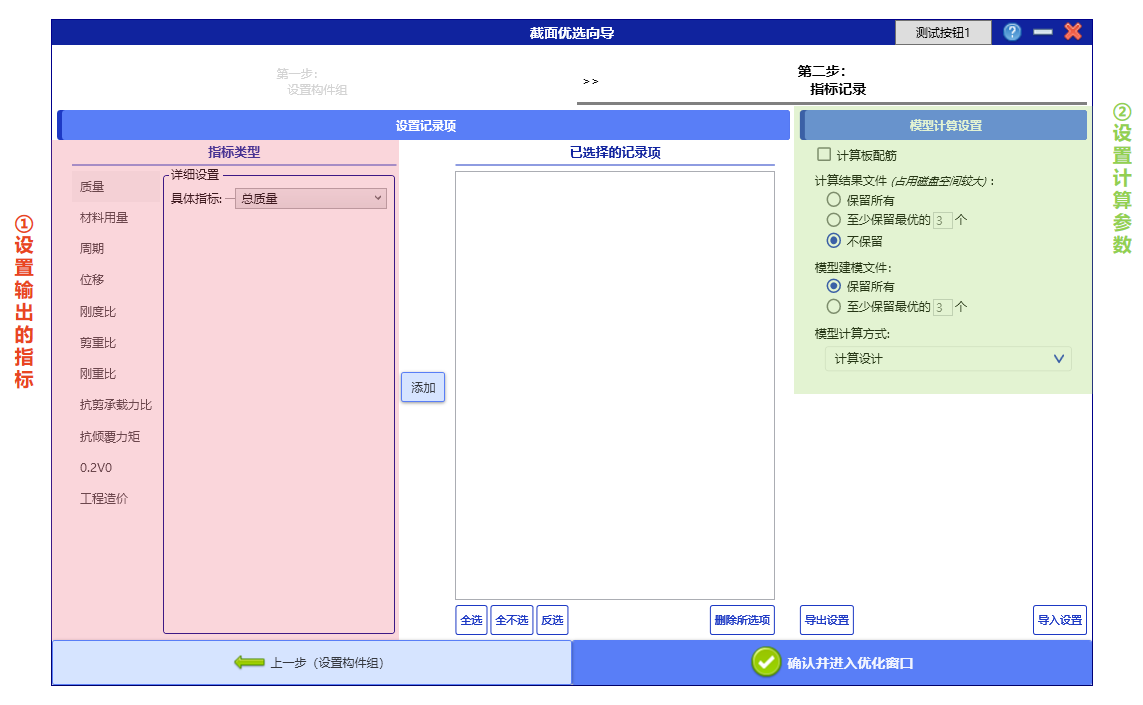 截面优选向导
测试按钮1
?
第一步:
设置构件组
>>
第二步:
指标记录
设置记录项
指标类型
质量
材料用量
周期
位移
刚度比
剪重比
刚重比
抗剪承载力比
抗倾覆力矩
0.2V0
工程造价
详细设置
具体指标: 总质量
添加
已选择的记录项
全选 全不选 反选 删除所选项
模型计算设置
计算板配筋
计算结果文件 (占用磁盘空间较大) :
保留所有
至少保留最优的 3 个
不保留
模型建模文件:
保留所有
至少保留最优的 3 个
模型计算方式:
计算设计
导出设置 导入设置
上一步 (设置构件组)
确认并进入优化窗口
①设置输出的指标
②设置计算参数